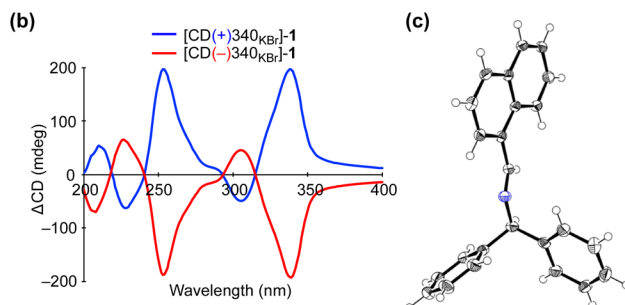 (b)
[CD(+)340KBr]-1
[CD(−)340KBr]-1
200
100
0
−100
−200
ΔCD (mdeg)
200 250 300 350 400
Wavelength (nm)
(c)